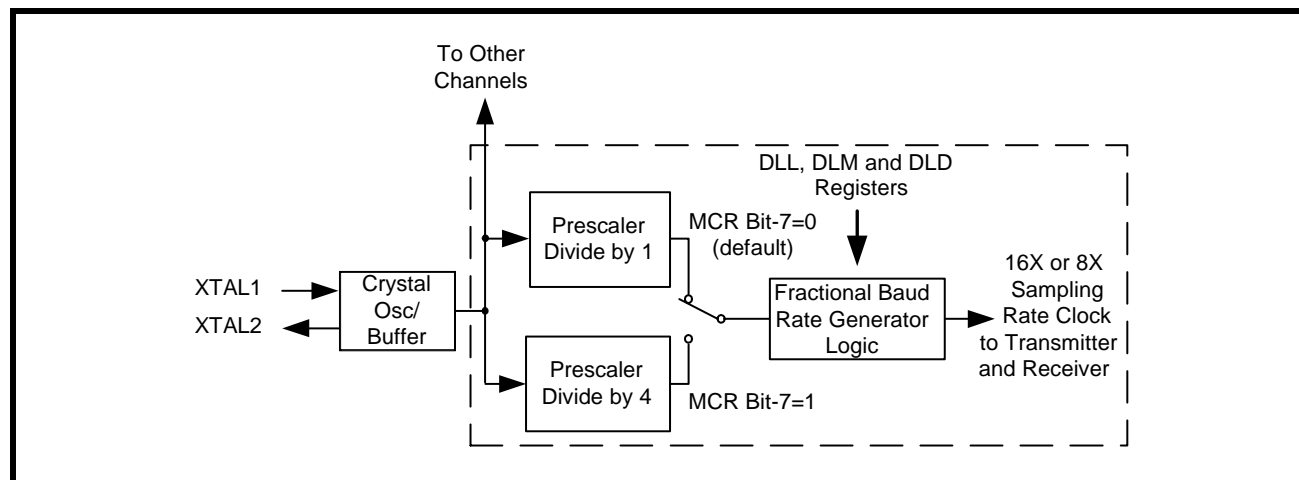 To Other
Channels
DLL, DLM and DLD
Registers
Prescaler
Divide by 1
MCR Bit-7=0
(default)
XTAL1
XTAL2
Crystal
Osc/
Buffer
Fractional Baud
Rate Generator
Logic
16X or 8X
Sampling
Rate Clock
to Transmitter
and Receiver
Prescaler
Divide by 4
MCR Bit-7=1